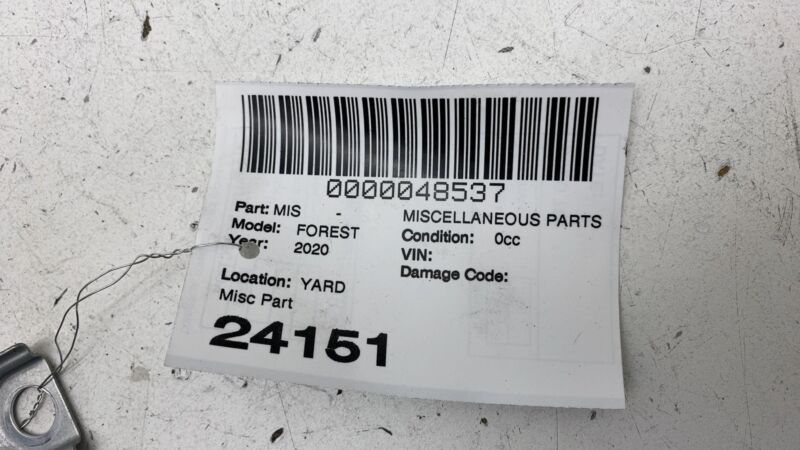 0000048537
Part: MIS MISCELLANEOUS PARTS
Model: FOREST Condition: 0cc
Year: 2020 VIN:
Damage Code:
Location: YARD
Misc Part
24151